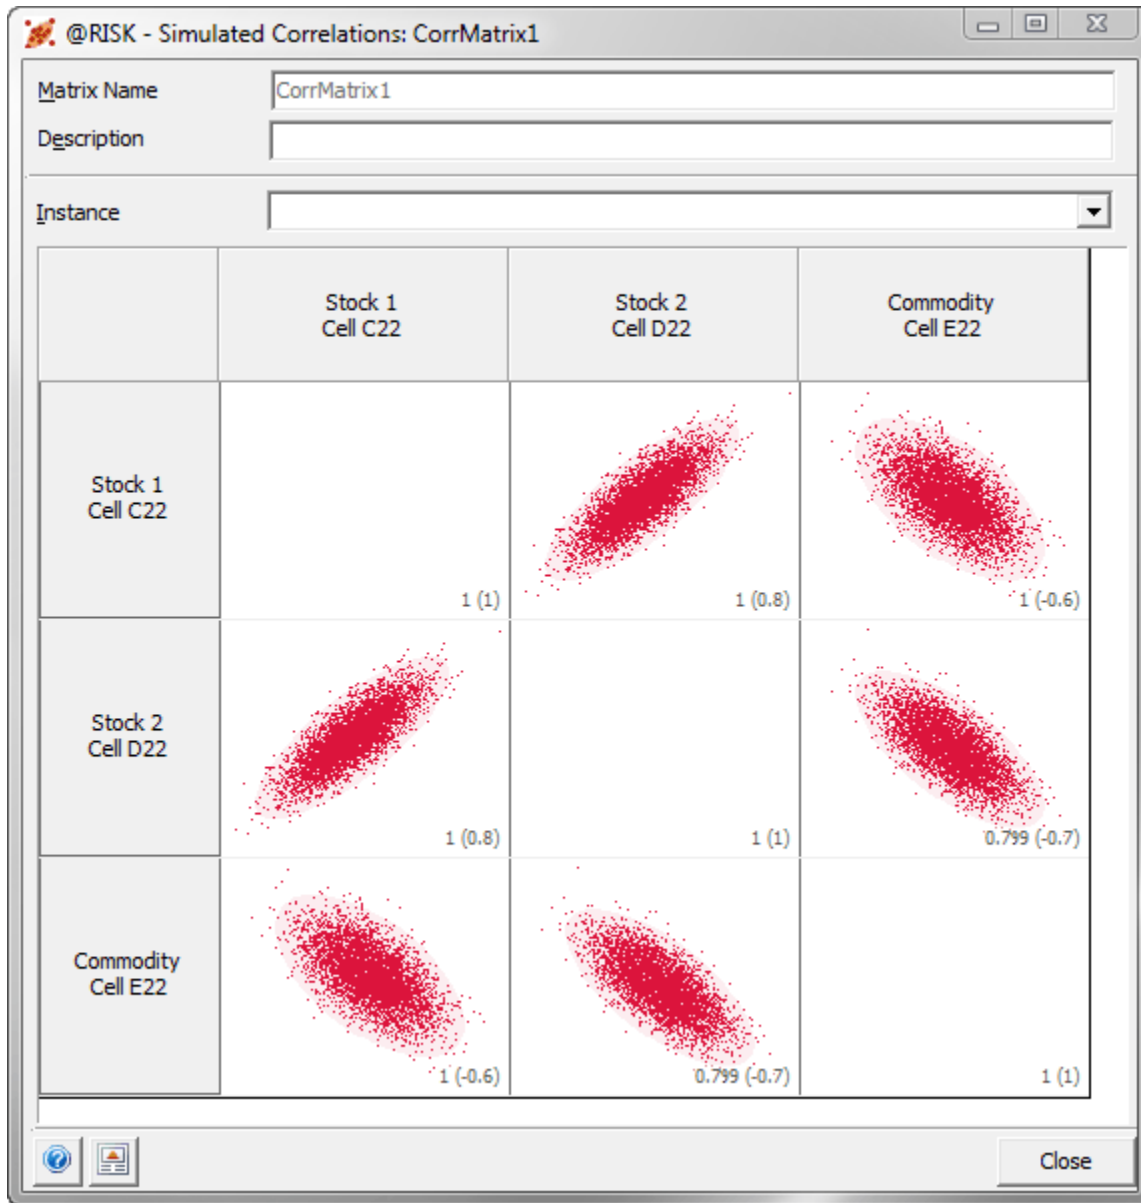 @RISK - Simulated Correlations: CorrMatrix1
Matrix Name
CorrMatrix1
Description
Instance
Stock 1
Cell C22
Stock 2
Cell D22
Commodity
Cell E22
Stock 1
Cell C22
1 (1)
1 (0.8)
1 (-0.6)
Stock 2
Cell D22
1 (0.8)
1 (1)
0.799 (-0.7)
Commodity
Cell E22
1 (-0.6)
0.799 (-0.7)
1 (1)
Close